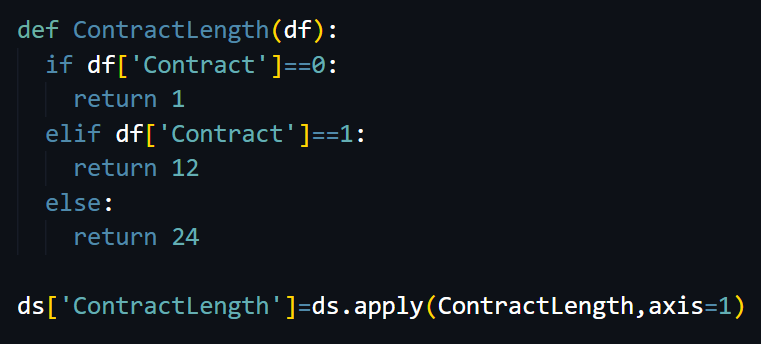 def ContractLength(df):
  if df['Contract']==0:
    return 1
  elif df['Contract']==1:
    return 12
  else:
    return 24

ds['ContractLength']=ds.apply(ContractLength,axis=1)